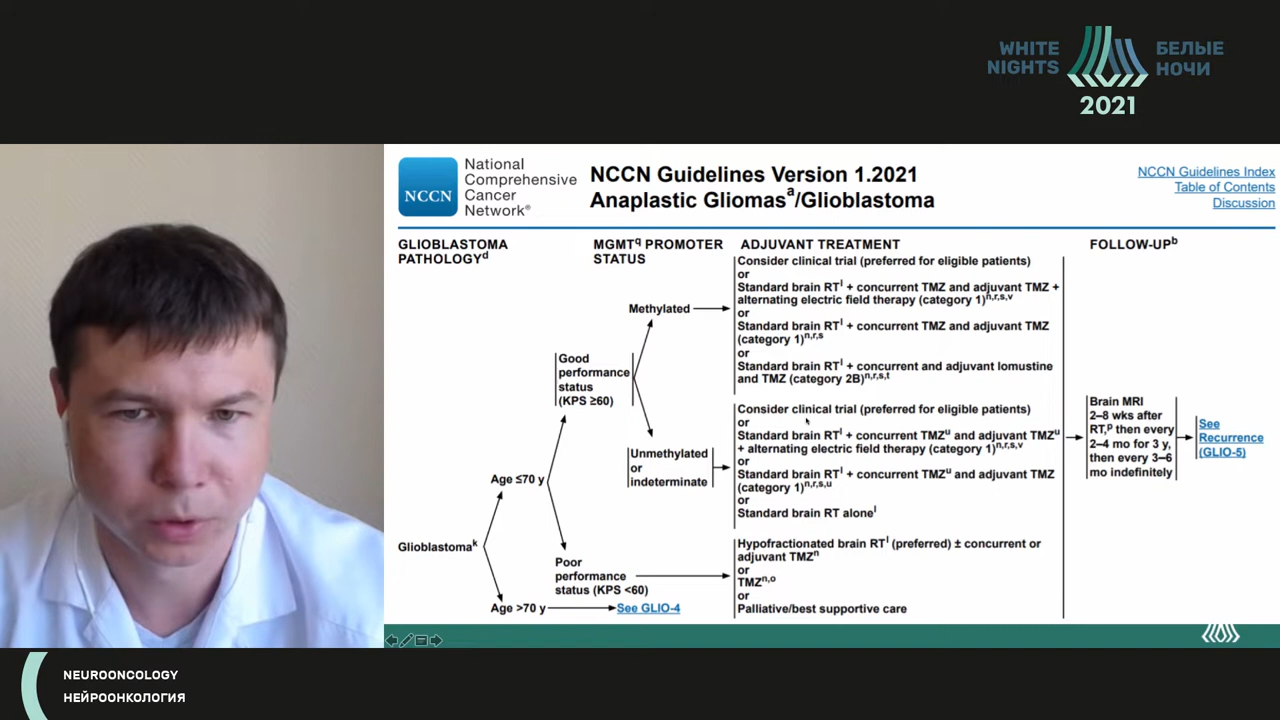 WHITE NIGHTS
БЕЛЫЕ НОЧИ
2021
NCCN
National
Comprehensive
Cancer
Network®
NCCN Guidelines Version 1.2021
Anaplastic Gliomasᵃ/Glioblastoma
NCCN Guidelines Index
Table of Contents
Discussion
GLIOBLASTOMA
PATHOLOGYᵈ
MGMT^q PROMOTER
STATUS
ADJUVANT TREATMENT
FOLLOW-UPᵇ
Glioblastomaᵏ
Age ≤70 y
Age >70 y
See GLIO-4
Good
performance
status
(KPS ≥60)
Poor
performance
status (KPS <60)
Methylated
Unmethylated
or
indeterminate
Consider clinical trial (preferred for eligible patients)
or
Standard brain RTˡ + concurrent TMZ and adjuvant TMZ +
alternating electric field therapy (category 1)ⁿ,ʳ,ˢ,ᵛ
or
Standard brain RTˡ + concurrent TMZ and adjuvant TMZ
(category 1)ⁿ,ʳ,ˢ
or
Standard brain RTˡ + concurrent and adjuvant lomustine
and TMZ (category 2B)ⁿ,ʳ,ˢ,ᵗ
Consider clinical trial (preferred for eligible patients)
or
Standard brain RTˡ + concurrent TMZᵘ and adjuvant TMZᵘ
+ alternating electric field therapy (category 1)ⁿ,ʳ,ˢ,ᵛ
or
Standard brain RTˡ + concurrent TMZᵘ and adjuvant TMZ
(category 1)ⁿ,ʳ,ˢ,ᵘ
or
Standard brain RT aloneˡ
Hypofractionated brain RTˡ (preferred) ± concurrent or
adjuvant TMZⁿ
or
TMZⁿ,ᵒ
or
Palliative/best supportive care
Brain MRI
2–8 wks after
RT,ᵖ then every
2–4 mo for 3 y,
then every 3–6
mo indefinitely
See
Recurrence
(GLIO-5)
NEUROONCOLOGY
НЕЙРООНКОЛОГИЯ